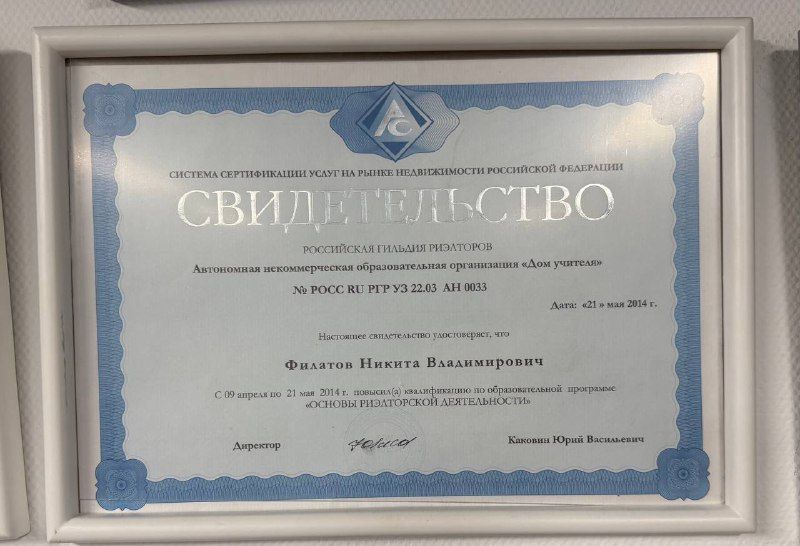 АС
СИСТЕМА СЕРТИФИКАЦИИ УСЛУГ НА РЫНКЕ НЕДВИЖИМОСТИ РОССИЙСКОЙ ФЕДЕРАЦИИ
СВИДЕТЕЛЬСТВО
РОССИЙСКАЯ ГИЛЬДИЯ РИЭЛТОРОВ
Автономная некоммерческая образовательная организация «Дом учителя»
№ РОСС RU РГР УЗ 22.03 АН 0033
Дата: «21 » мая 2014 г.
Настоящее свидетельство удостоверяет, что
Филатов Никита Владимирович
С 09 апреля по 21 мая 2014 г. повысил(а) квалификацию по образовательной программе
«ОСНОВЫ РИЭЛТОРСКОЙ ДЕЯТЕЛЬНОСТИ»
Директор
Каковин Юрий Васильевич